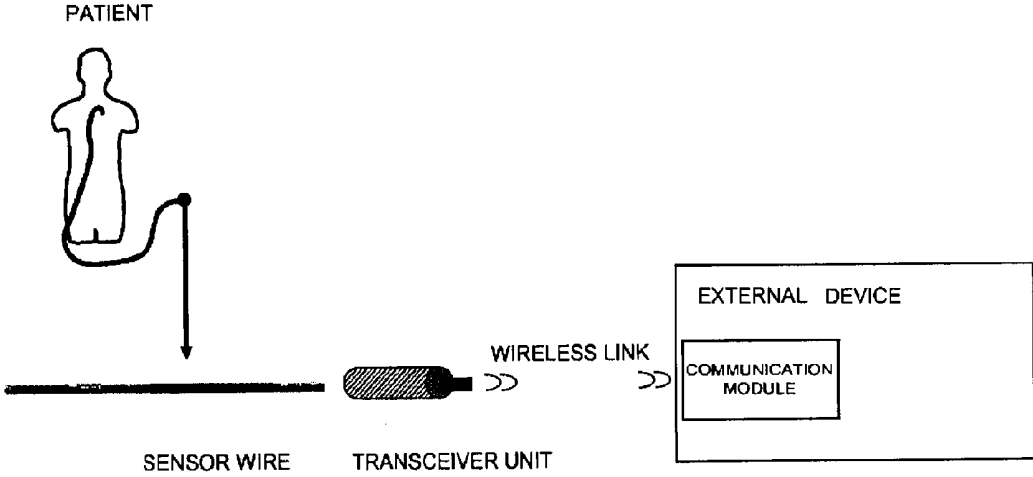 PATIENT
EXTERNAL DEVICE
WIRELESS LINK
COMMUNICATION
MODULE
SENSOR WIRE
TRANSCEIVER UNIT